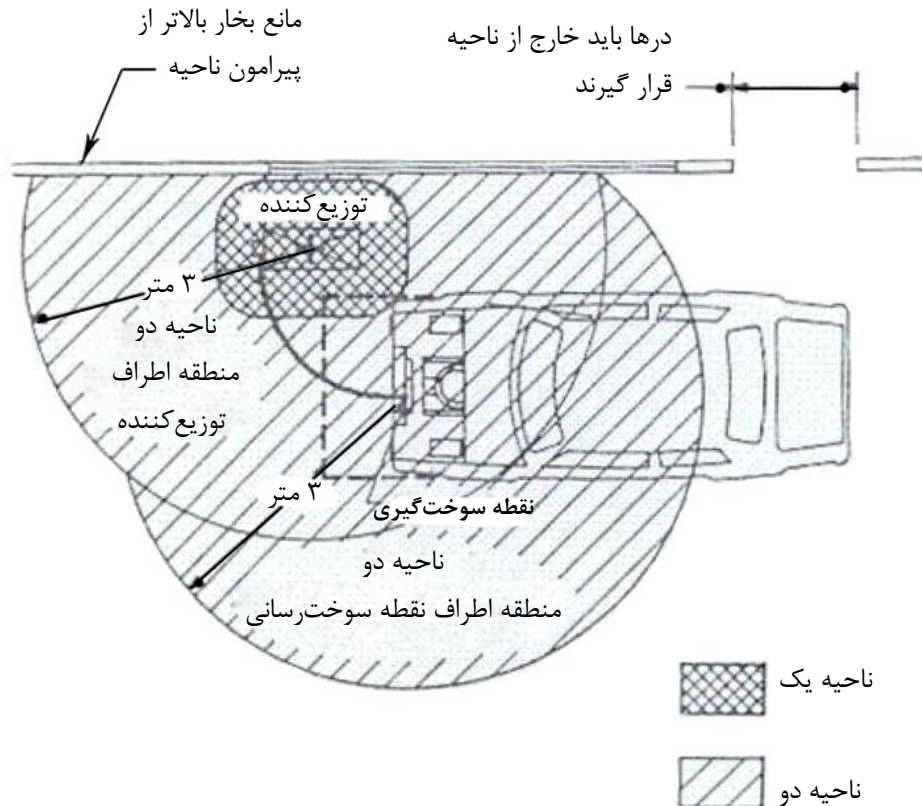 مانع بخار بالاتر از
پیرامون ناحیه
درها باید خارج از ناحیه
قرار گیرند
توزیع‌کننده
۳ متر
ناحیه دو
منطقه اطراف
توزیع‌کننده
۳ متر
نقطه سوخت‌گیری
ناحیه دو
منطقه اطراف نقطه سوخت‌رسانی
ناحیه یک
ناحیه دو